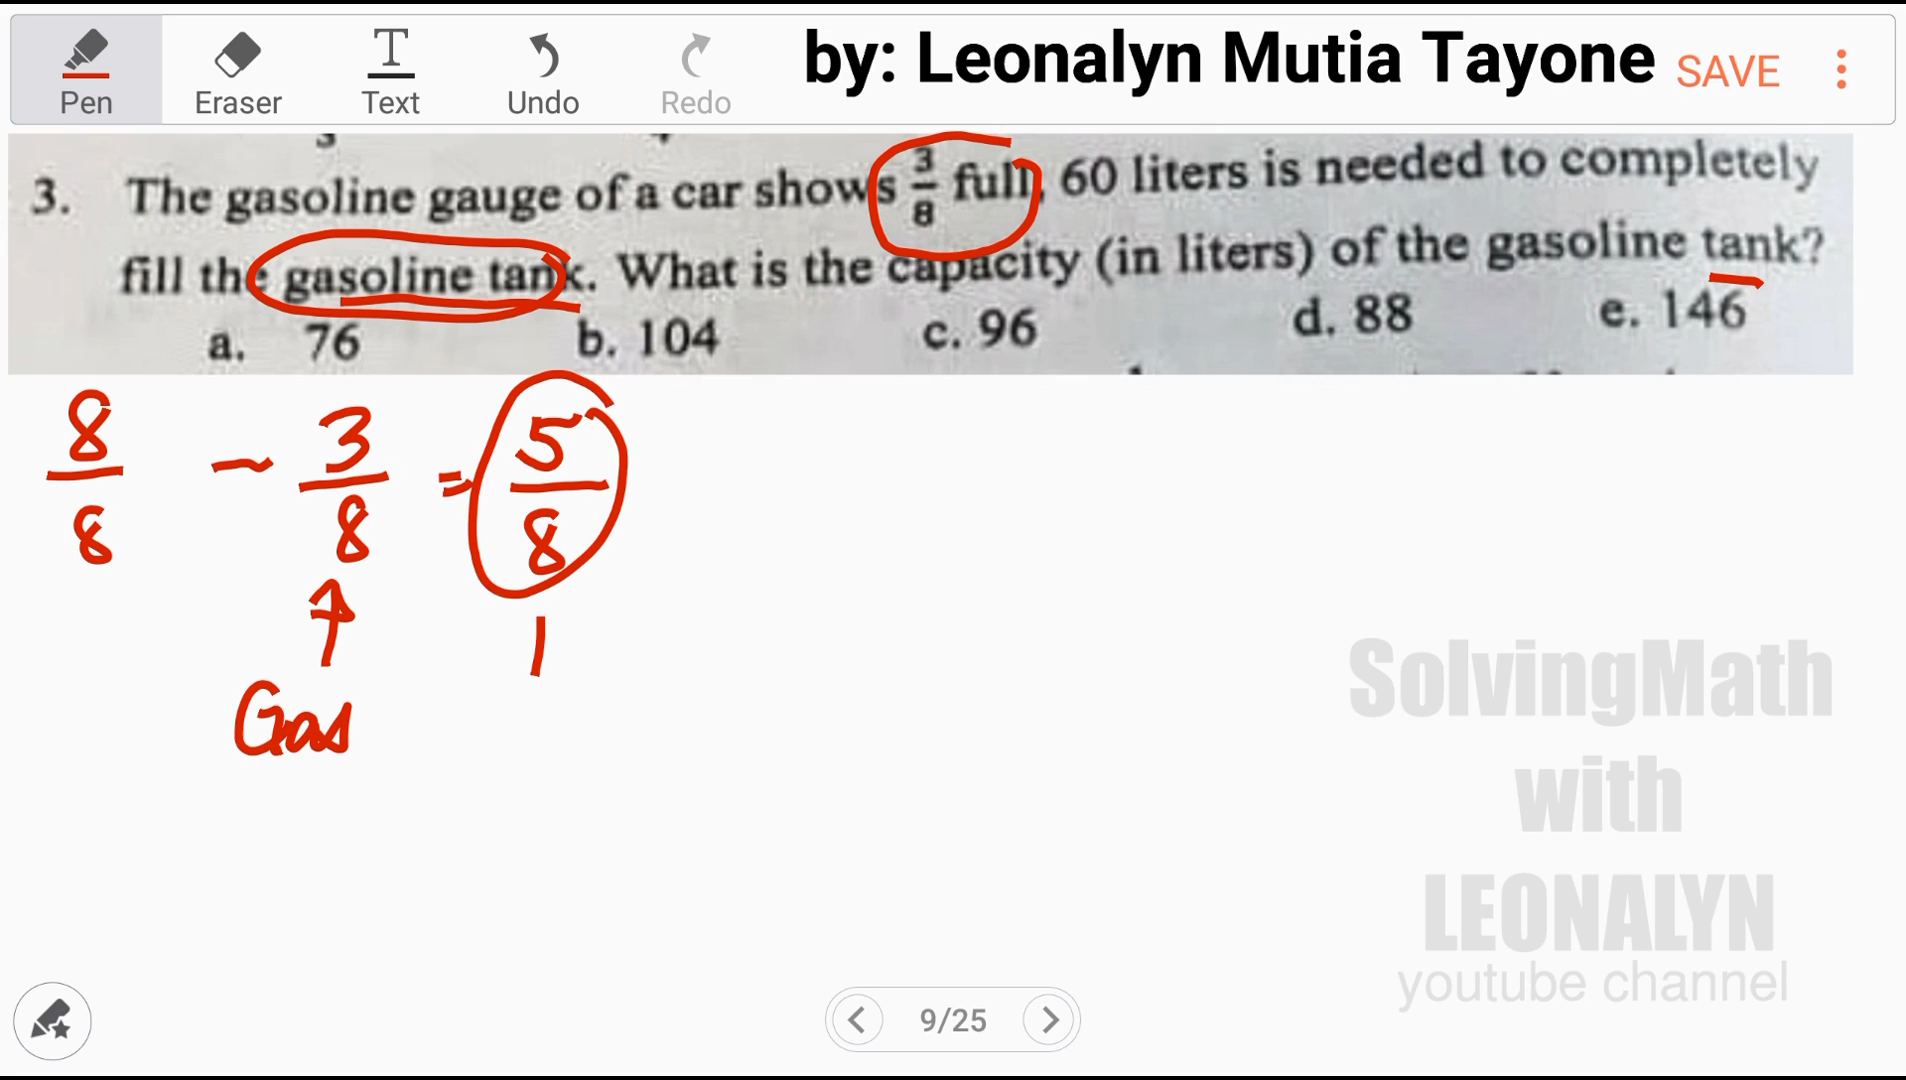 Pen
Eraser
Text
Undo
Redo
by: Leonalyn Mutia Tayone
SAVE
3. The gasoline gauge of a car shows 3/8 full, 60 liters is needed to completely
fill the gasoline tank. What is the capacity (in liters) of the gasoline tank?
a. 76 b. 104 c. 96 d. 88 e. 146
8/8 - 3/8 = 5/8
Gas
SolvingMath
with
LEONALYN
youtube channel
9/25